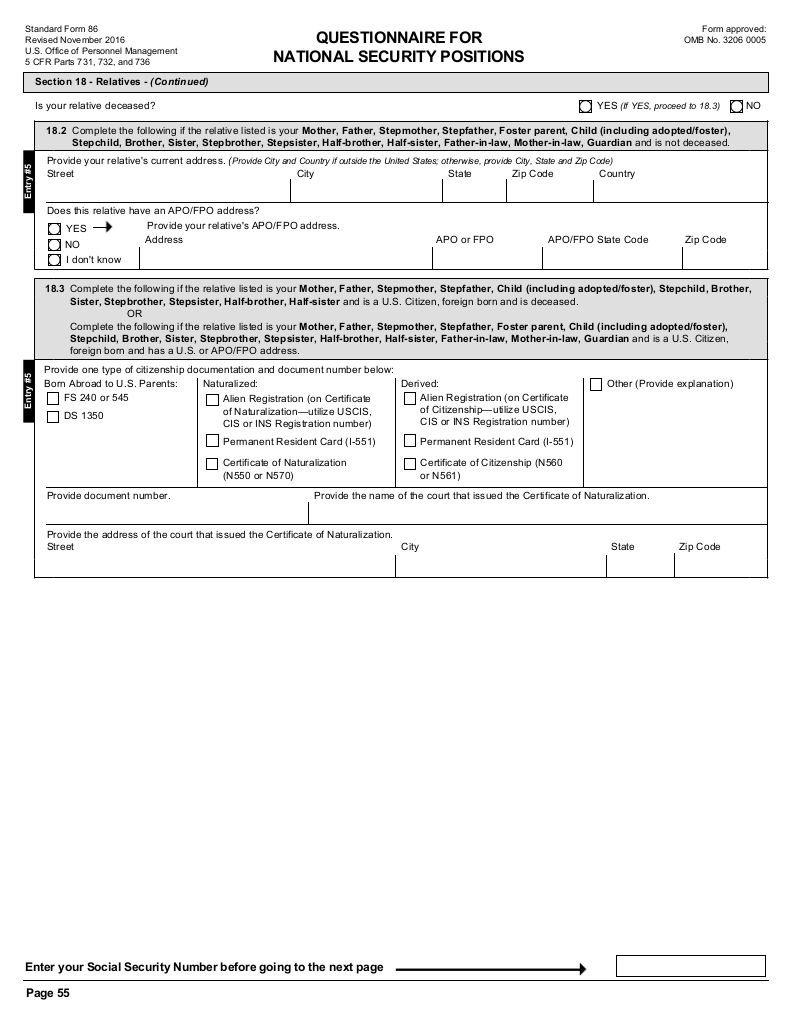 Standard Form 86
Revised November 2016
U.S. Office of Personnel Management
5 CFR Parts 731, 732, and 736
QUESTIONNAIRE FOR
NATIONAL SECURITY POSITIONS
Form approved:
OMB No. 3206 0005
Section 18 - Relatives - (Continued)
Is your relative deceased?
YES (If YES, proceed to 18.3) NO
18.2 Complete the following if the relative listed is your Mother, Father, Stepmother, Stepfather, Foster parent, Child (including adopted/foster),
Stepchild, Brother, Sister, Stepbrother, Stepsister, Half-brother, Half-sister, Father-in-law, Mother-in-law, Guardian and is not deceased.
Entry #5
Provide your relative's current address. (Provide City and Country if outside the United States; otherwise, provide City, State and Zip Code)
Street City State Zip Code Country
Does this relative have an APO/FPO address?
YES Provide your relative's APO/FPO address.
NO Address APO or FPO APO/FPO State Code Zip Code
I don't know
18.3 Complete the following if the relative listed is your Mother, Father, Stepmother, Stepfather, Child (including adopted/foster), Stepchild, Brother,
Sister, Stepbrother, Stepsister, Half-brother, Half-sister and is a U.S. Citizen, foreign born and is deceased.
OR
Complete the following if the relative listed is your Mother, Father, Stepmother, Stepfather, Foster parent, Child (including adopted/foster),
Stepchild, Brother, Sister, Stepbrother, Stepsister, Half-brother, Half-sister, Father-in-law, Mother-in-law, Guardian and is a U.S. Citizen,
foreign born and has a U.S. or APO/FPO address.
Entry #5
Provide one type of citizenship documentation and document number below:
Born Abroad to U.S. Parents:
FS 240 or 545
DS 1350
Naturalized:
Alien Registration (on Certificate
of Naturalization—utilize USCIS,
CIS or INS Registration number)
Permanent Resident Card (I-551)
Certificate of Naturalization
(N550 or N570)
Derived:
Alien Registration (on Certificate
of Citizenship—utilize USCIS,
CIS or INS Registration number)
Permanent Resident Card (I-551)
Certificate of Citizenship (N560
or N561)
Other (Provide explanation)
Provide document number. Provide the name of the court that issued the Certificate of Naturalization.
Provide the address of the court that issued the Certificate of Naturalization.
Street City State Zip Code
Enter your Social Security Number before going to the next page
Page 55